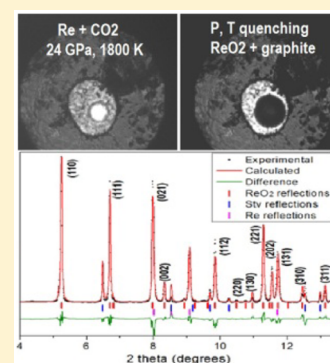 Re + CO2
24 GPa, 1800 K
P, T quenching
ReO2 + graphite
Experimental
Calculated
Difference
ReO₂ reflections
Stv reflections
Re reflections
(110)
(111)
(021)
(002)
(112)
(220)
(130)
(221)
(202)
(131)
(310)
(311)
4 6 8 10 12
2 theta (degrees)